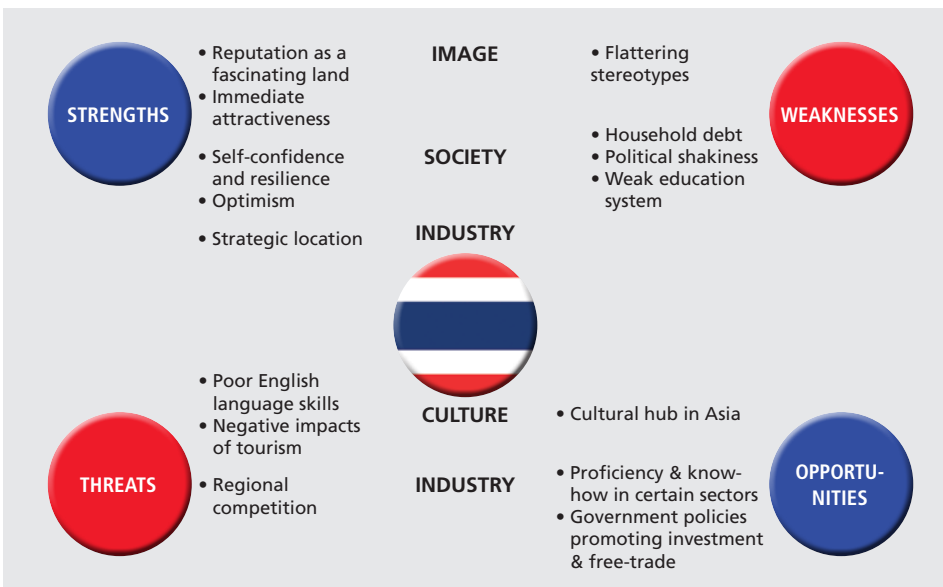 STRENGTHS
• Reputation as a
fascinating land
• Immediate
attractiveness
• Self-confidence
and resilience
• Optimism
• Strategic location
IMAGE
SOCIETY
INDUSTRY
• Flattering
stereotypes
• Household debt
• Political shakiness
• Weak education
system
WEAKNESSES
THREATS
• Poor English
language skills
• Negative impacts
of tourism
• Regional
competition
CULTURE
INDUSTRY
• Cultural hub in Asia
• Proficiency & know-
how in certain sectors
• Government policies
promoting investment
& free-trade
OPPORTU-
NITIES